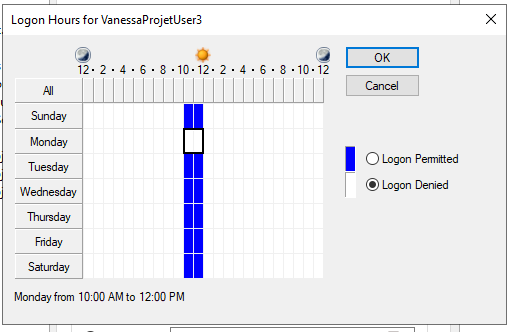 Logon Hours for VanessaProjetUser3
12 · 2 · 4 · 6 · 8 · 10 · 12 · 2 · 4 · 6 · 8 · 10 · 12
All
Sunday
Monday
Tuesday
Wednesday
Thursday
Friday
Saturday
OK
Cancel
Logon Permitted
Logon Denied
Monday from 10:00 AM to 12:00 PM